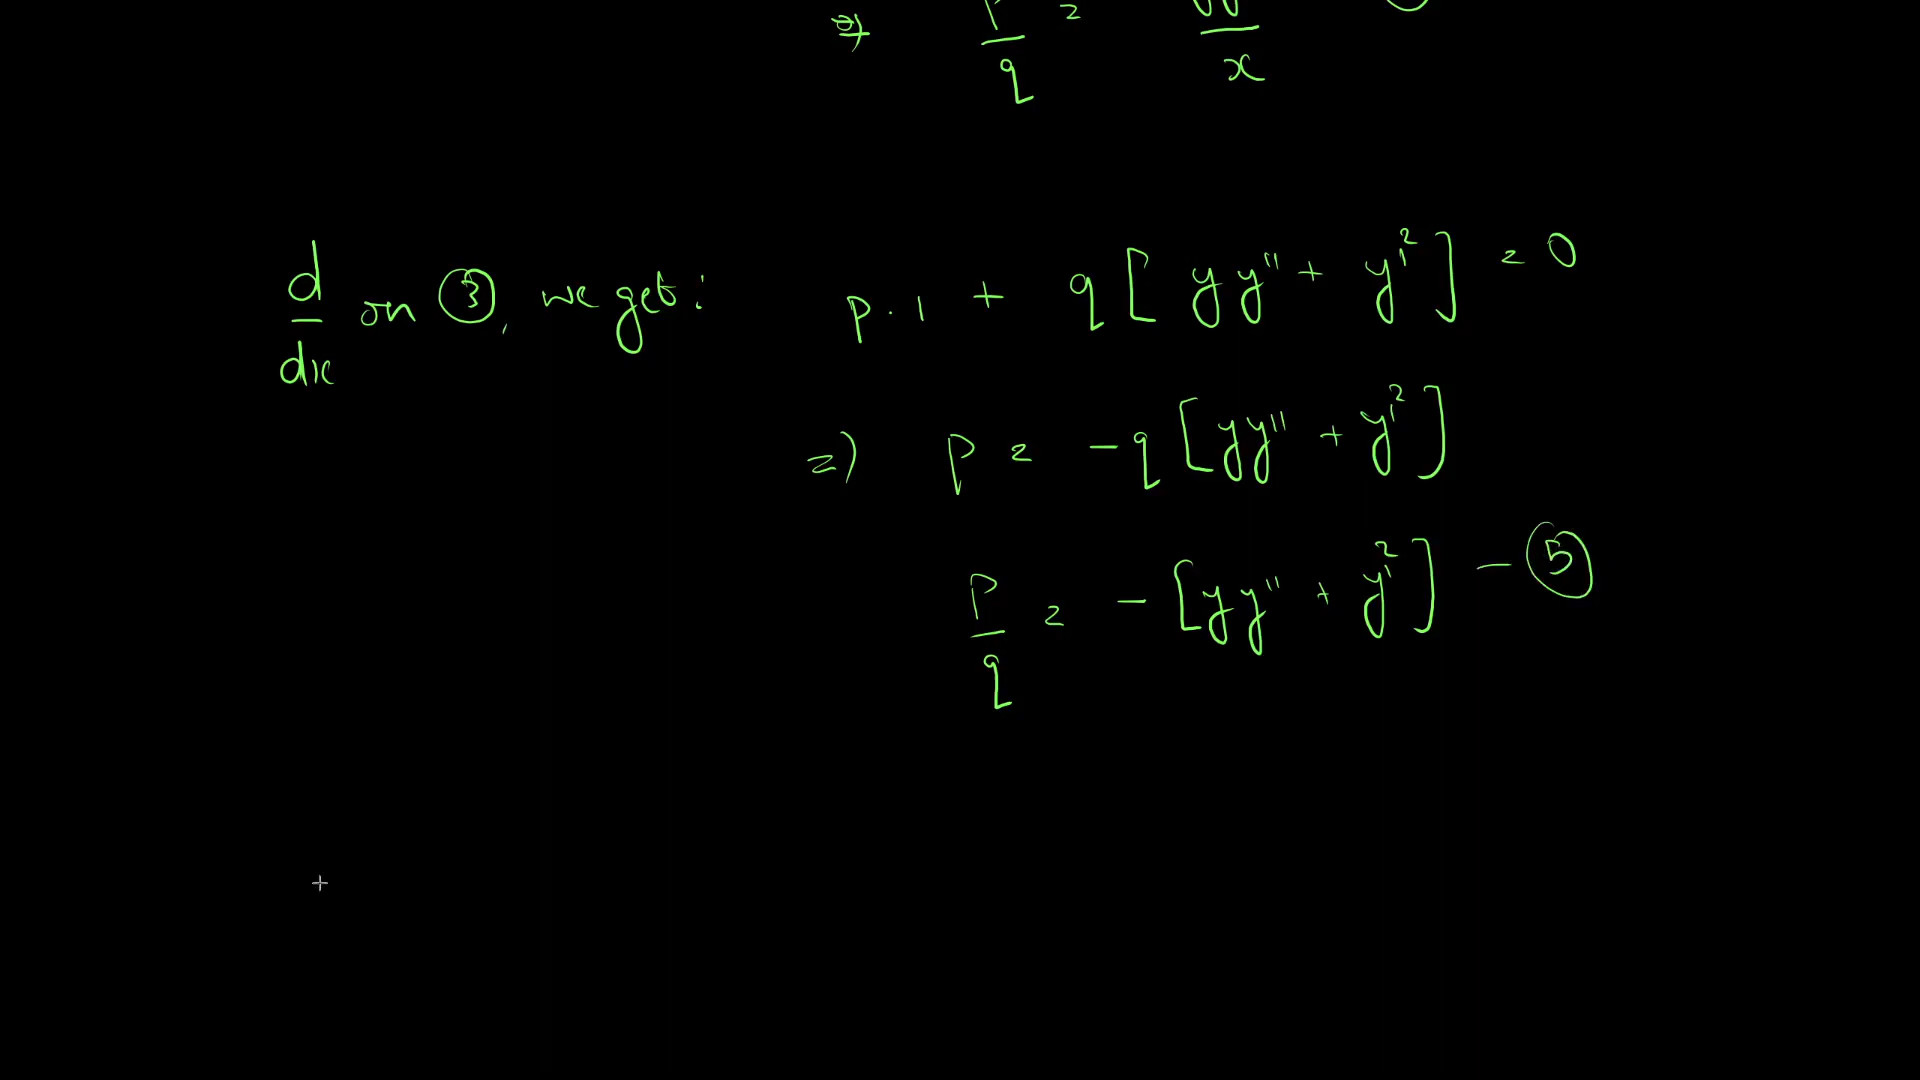 ⇒ p/q = yy'/x
d/dx on ③, we get: p.1 + q[yy'' + y'²] = 0
⇒ p = -q[yy'' + y'²]
p/q = -[yy'' + y'²] - ⑤